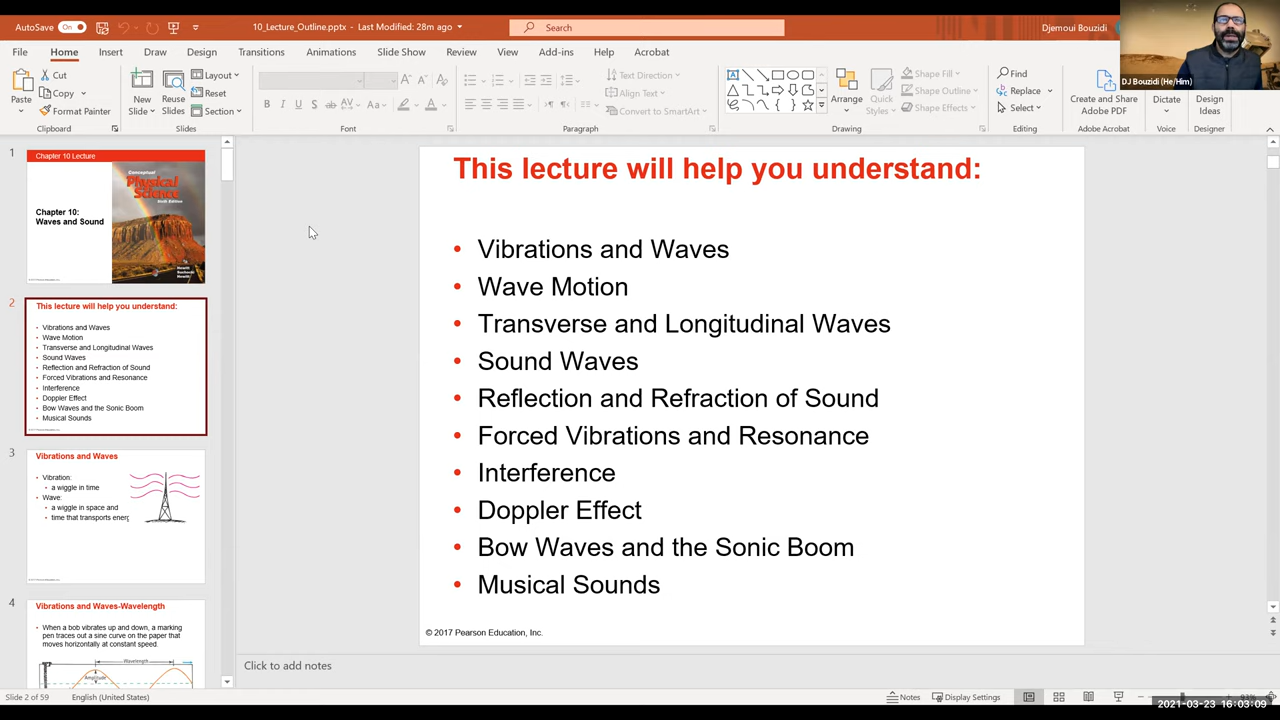 AutoSave On 10_Lecture_Outline.pptx - Last Modified: 28m ago Search Djemoui Bouzidi
DJ Bouzidi (He/Him)
File Home Insert Draw Design Transitions Animations Slide Show Review View Add-ins Help Acrobat
Paste Cut Copy Format Painter
New Slide Reuse Slides Layout Reset Section
B I U S ab AV Aa A A A A
Text Direction Align Text Convert to SmartArt
Arrange Quick Styles Shape Fill Shape Outline Shape Effects
Find Replace Select
Create and Share Adobe PDF Dictate Design Ideas
Clipboard Slides Font Paragraph Drawing Editing Adobe Acrobat Voice Designer
1
Chapter 10 Lecture
Conceptual
Physical
Science
Sixth Edition
Chapter 10:
Waves and Sound
Hewitt
Suchocki
Hewitt
2
This lecture will help you understand:
• Vibrations and Waves
• Wave Motion
• Transverse and Longitudinal Waves
• Sound Waves
• Reflection and Refraction of Sound
• Forced Vibrations and Resonance
• Interference
• Doppler Effect
• Bow Waves and the Sonic Boom
• Musical Sounds
3
Vibrations and Waves
• Vibration:
• a wiggle in time
• Wave:
• a wiggle in space and
• time that transports energ
4
Vibrations and Waves-Wavelength
• When a bob vibrates up and down, a marking
pen traces out a sine curve on the paper that
moves horizontally at constant speed.
Wavelength
Amplitude
This lecture will help you understand:
• Vibrations and Waves
• Wave Motion
• Transverse and Longitudinal Waves
• Sound Waves
• Reflection and Refraction of Sound
• Forced Vibrations and Resonance
• Interference
• Doppler Effect
• Bow Waves and the Sonic Boom
• Musical Sounds
© 2017 Pearson Education, Inc.
Click to add notes
Slide 2 of 59 English (United States) Notes Display Settings
2021-03-23 16:03:09